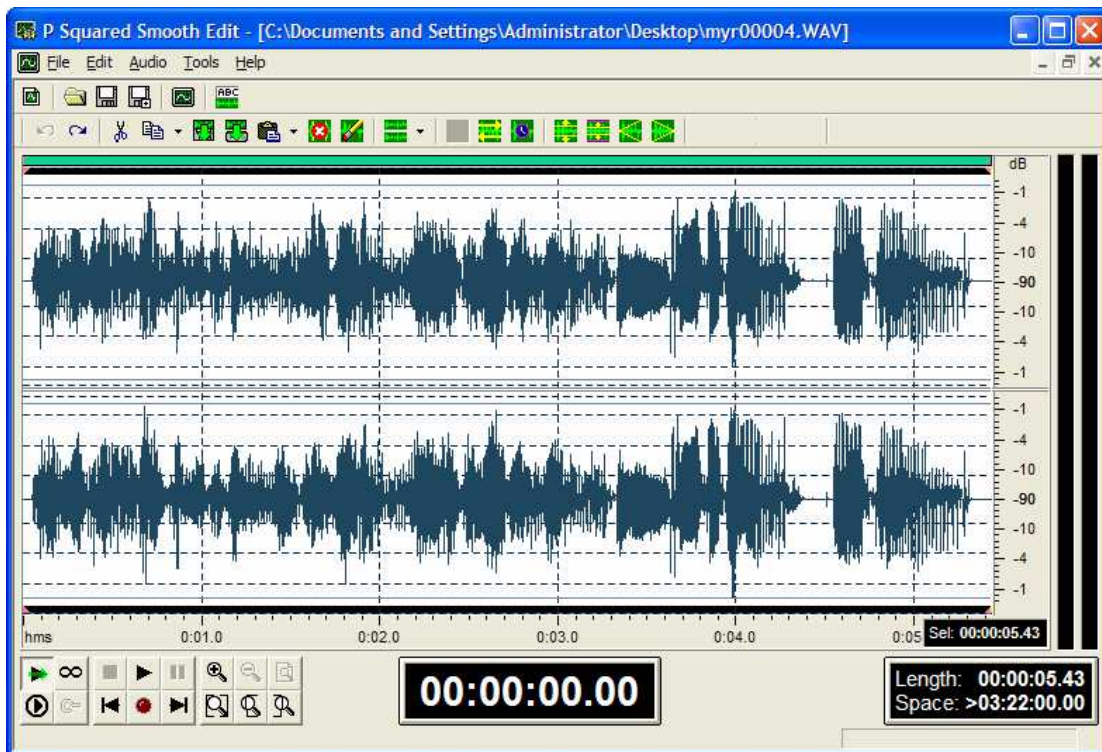 P Squared Smooth Edit - [C:\Documents and Settings\Administrator\Desktop\myr00004.WAV]
File Edit Audio Tools Help
ABC
dB
-1
-4
-10
-90
-10
-4
-1
-1
-4
-10
-90
-10
-4
-1
hms 0:01.0 0:02.0 0:03.0 0:04.0 0:05 Sel: 00:00:05.43
00:00:00.00
Length: 00:00:05.43
Space: >03:22:00.00